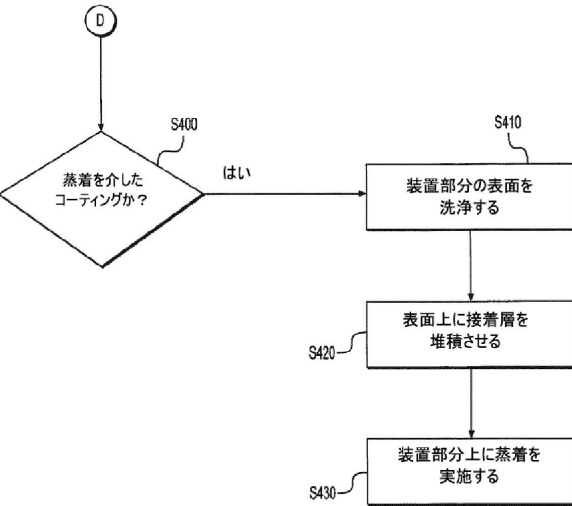 D
S400
蒸着を介した
コーティングか？
はい
S410
装置部分の表面を
洗浄する
表面上に接着層を
堆積させる
S420
装置部分上に蒸着を
実施する
S430